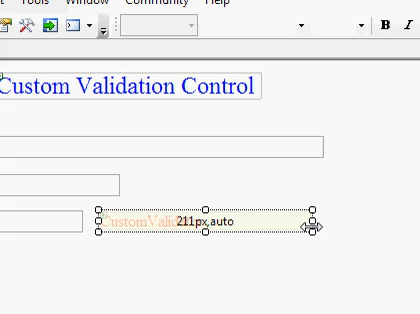 Tools Window Community Help
B I
Custom Validation Control
211px,auto